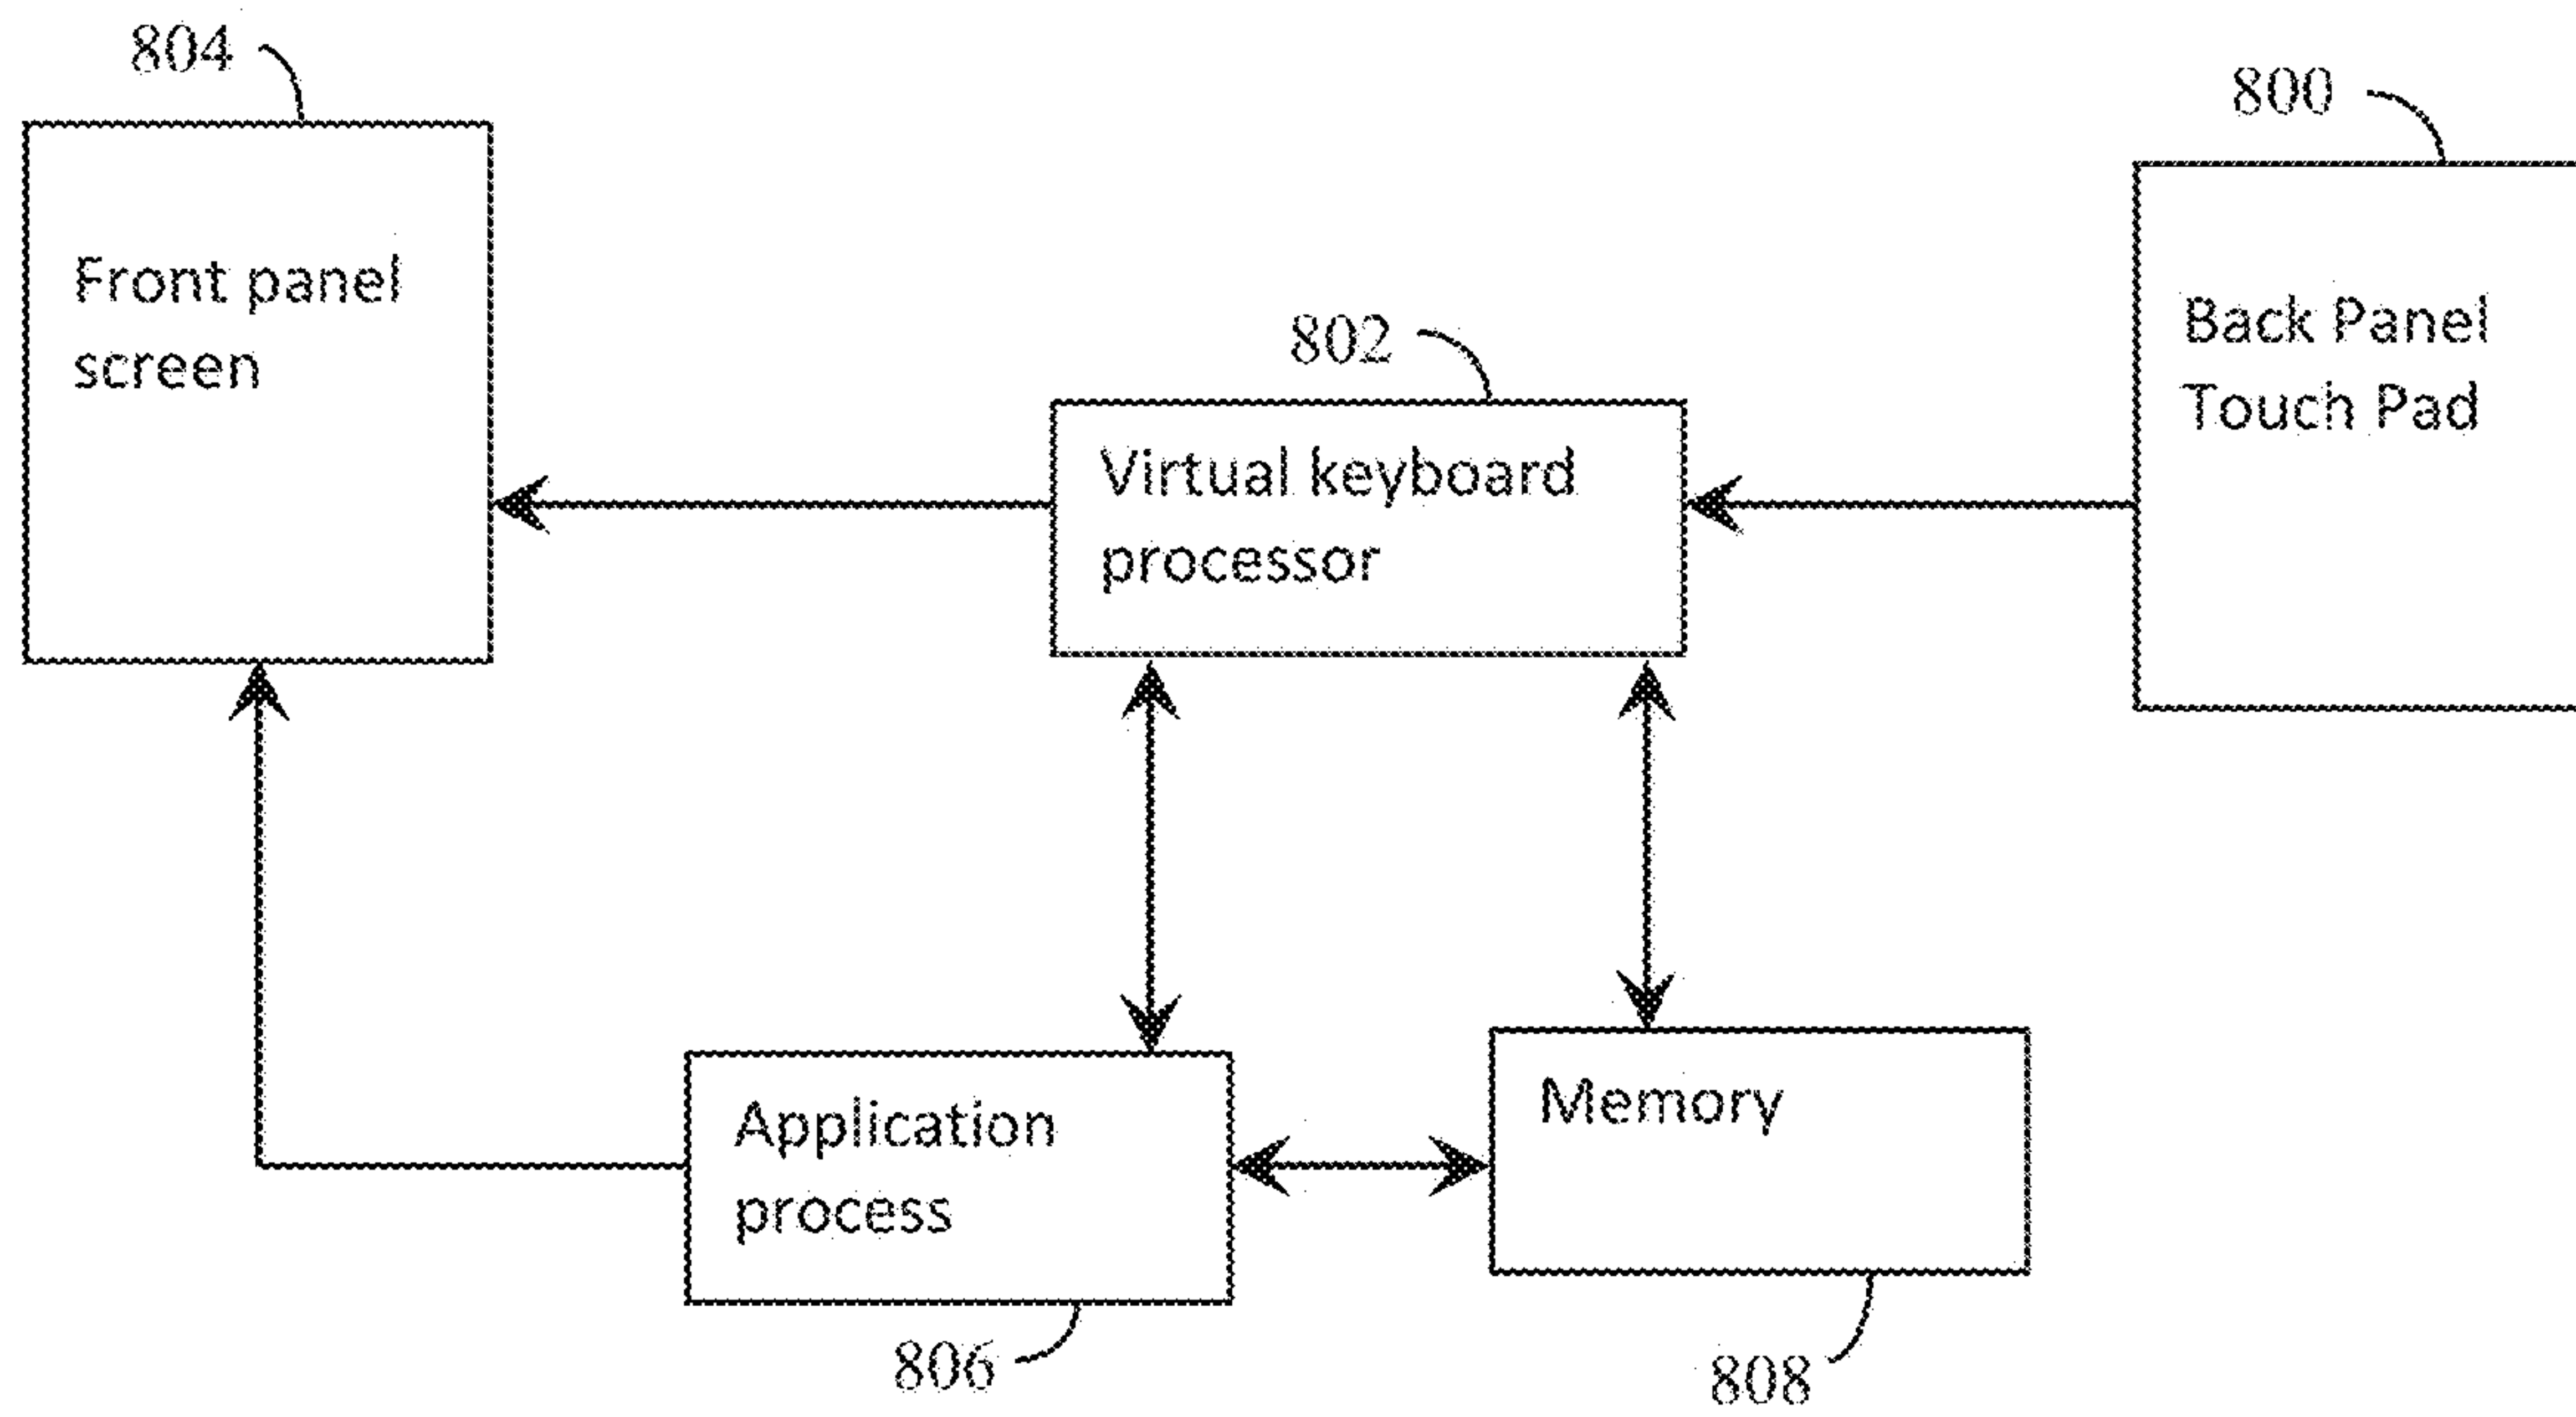 804
800
Front panel
screen
802
Back Panel
Touch Pad
Virtual keyboard
processor
Application
process
Memory
806
808